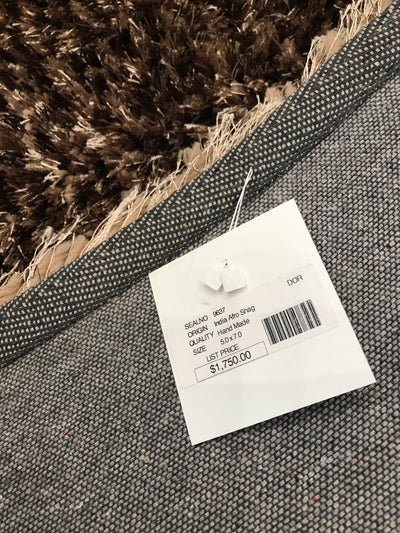 DOR
SEALNO 9637
ORIGIN India Afro Shag
QUALITY Hand Made
SIZE 5.0 x 7.0
LIST PRICE
$1,750.00